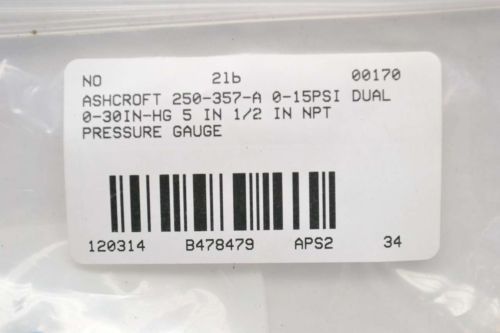 NO 21b 00170
ASHCROFT 250-357-A 0-15PSI DUAL
0-30IN-HG 5 IN 1/2 IN NPT
PRESSURE GAUGE
120314 B478479 APS2 34